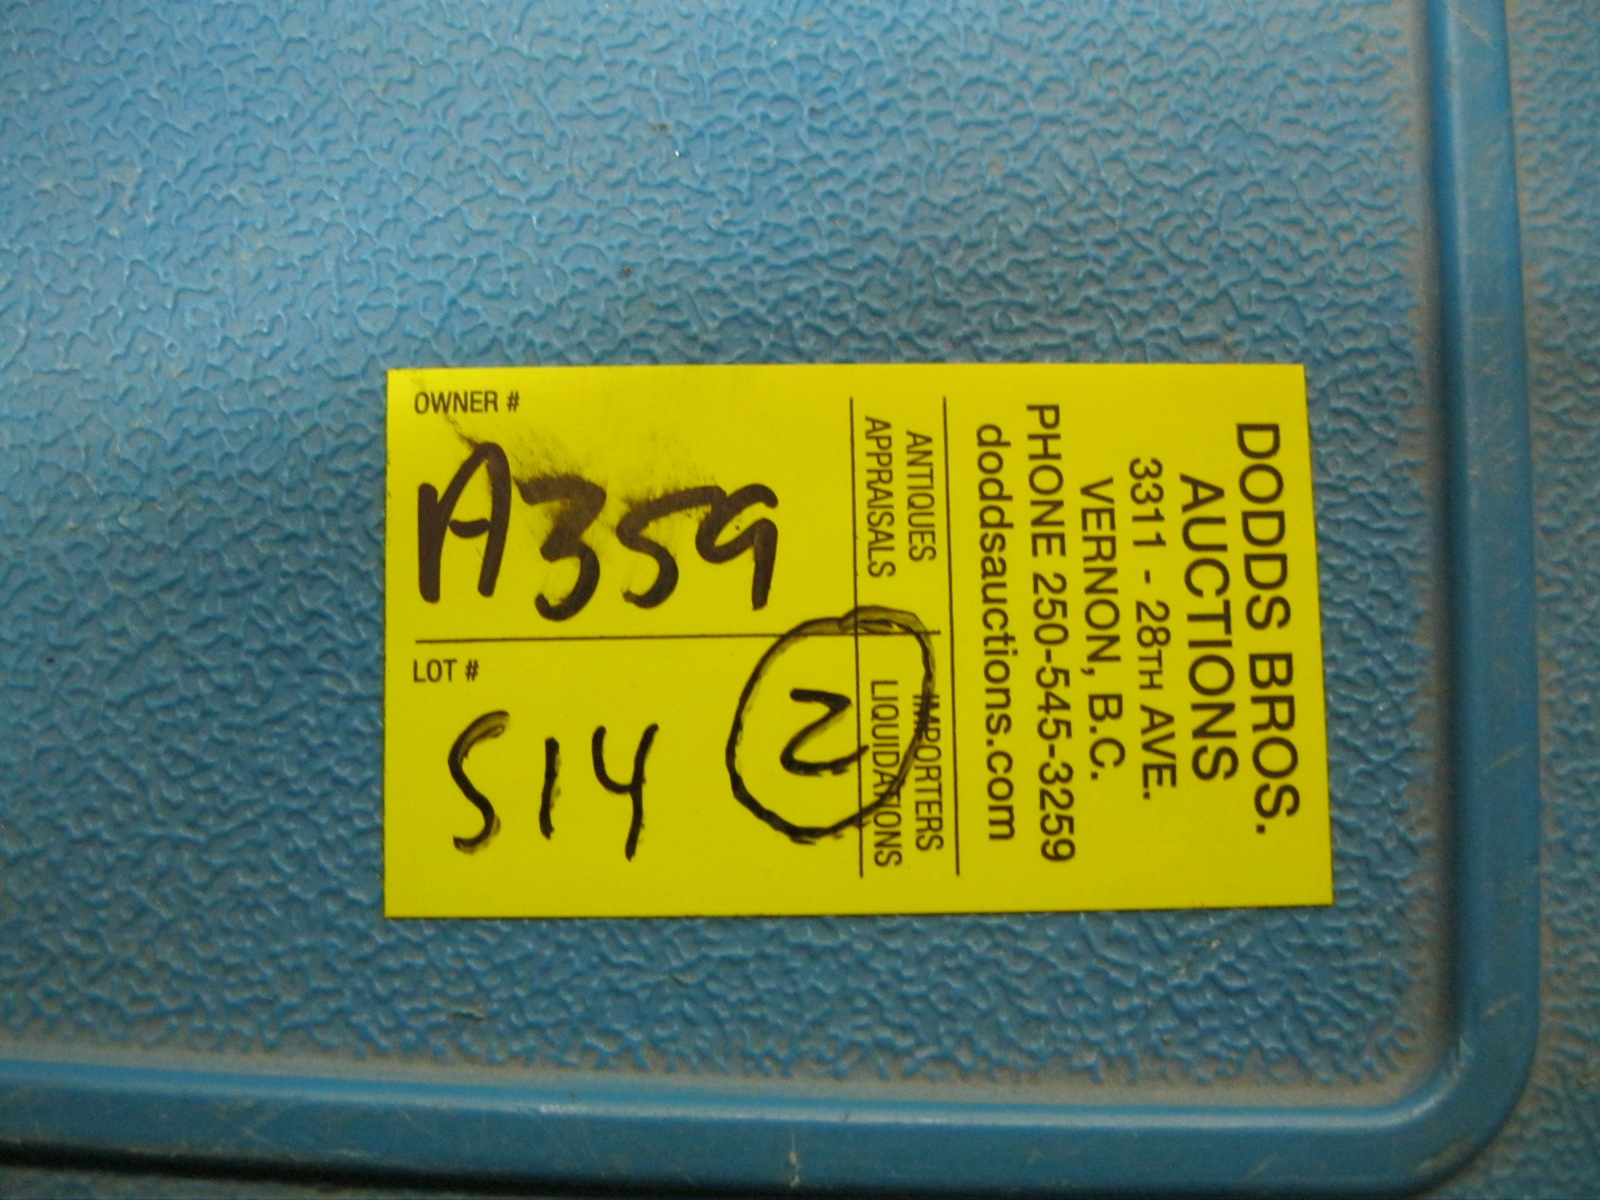 DODDS BROS.
AUCTIONS
3311 - 28TH AVE.
VERNON, B.C.
PHONE 250-545-3259
doddsauctions.com
ANTIQUES IMPORTERS
APPRAISALS LIQUIDATIONS
OWNER #
A359
LOT #
514 2